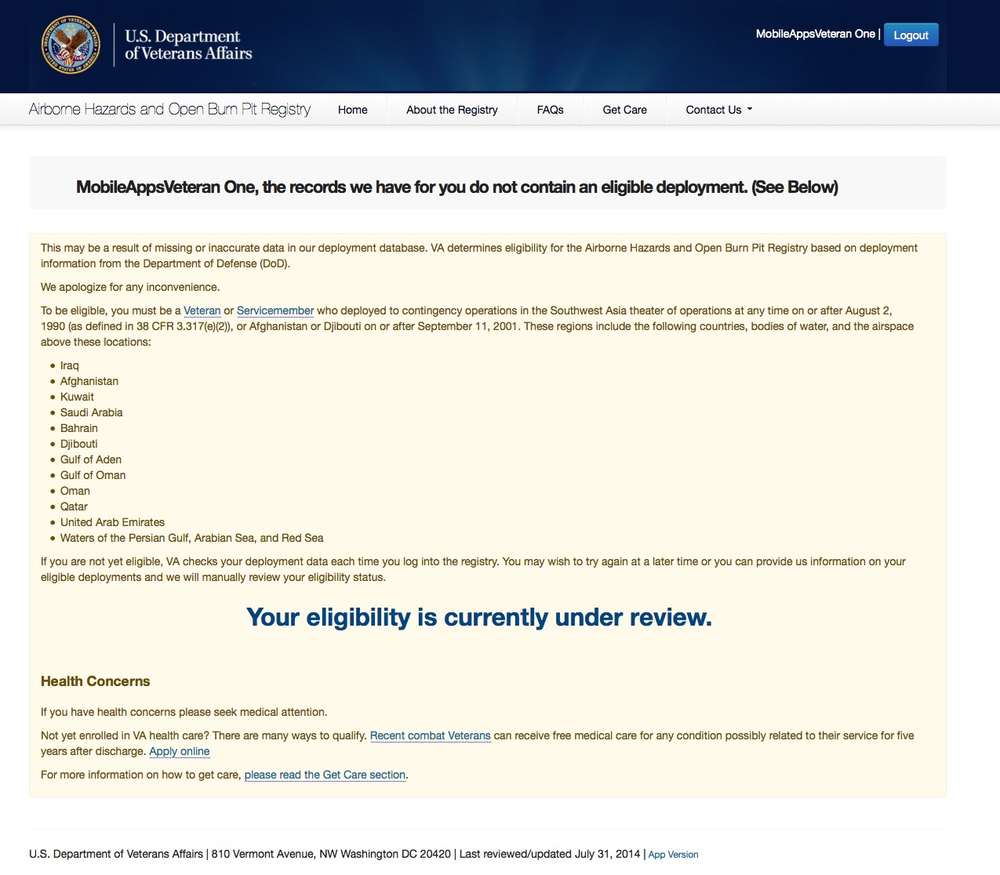 U.S. Department
of Veterans Affairs
MobileAppsVeteran One | Logout
Airborne Hazards and Open Burn Pit Registry Home About the Registry FAQs Get Care Contact Us
MobileAppsVeteran One, the records we have for you do not contain an eligible deployment. (See Below)
This may be a result of missing or inaccurate data in our deployment database. VA determines eligibility for the Airborne Hazards and Open Burn Pit Registry based on deployment
information from the Department of Defense (DoD).
We apologize for any inconvenience.
To be eligible, you must be a Veteran or Servicemember who deployed to contingency operations in the Southwest Asia theater of operations at any time on or after August 2,
1990 (as defined in 38 CFR 3.317(e)(2)), or Afghanistan or Djibouti on or after September 11, 2001. These regions include the following countries, bodies of water, and the airspace
above these locations:
• Iraq
• Afghanistan
• Kuwait
• Saudi Arabia
• Bahrain
• Djibouti
• Gulf of Aden
• Gulf of Oman
• Oman
• Qatar
• United Arab Emirates
• Waters of the Persian Gulf, Arabian Sea, and Red Sea
If you are not yet eligible, VA checks your deployment data each time you log into the registry. You may wish to try again at a later time or you can provide us information on your
eligible deployments and we will manually review your eligibility status.
Your eligibility is currently under review.
Health Concerns
If you have health concerns please seek medical attention.
Not yet enrolled in VA health care? There are many ways to qualify. Recent combat Veterans can receive free medical care for any condition possibly related to their service for five
years after discharge. Apply online
For more information on how to get care, please read the Get Care section.
U.S. Department of Veterans Affairs | 810 Vermont Avenue, NW Washington DC 20420 | Last reviewed/updated July 31, 2014 | App Version